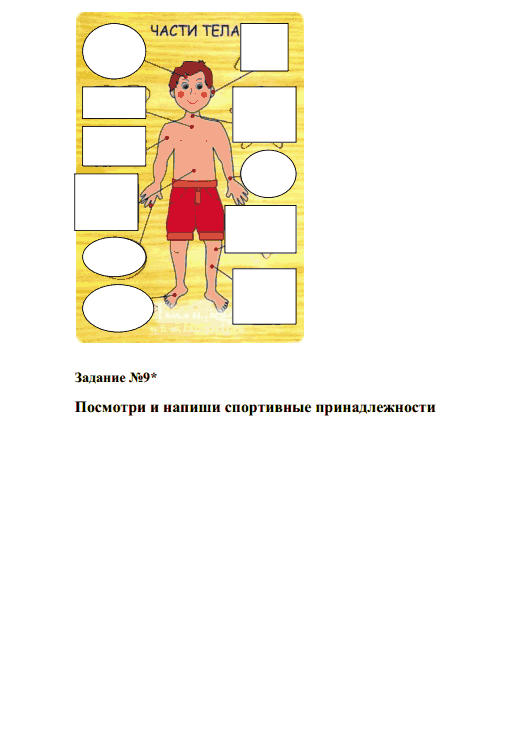 ЧАСТИ ТЕЛА
Задание №9*
Посмотри и напиши спортивные принадлежности